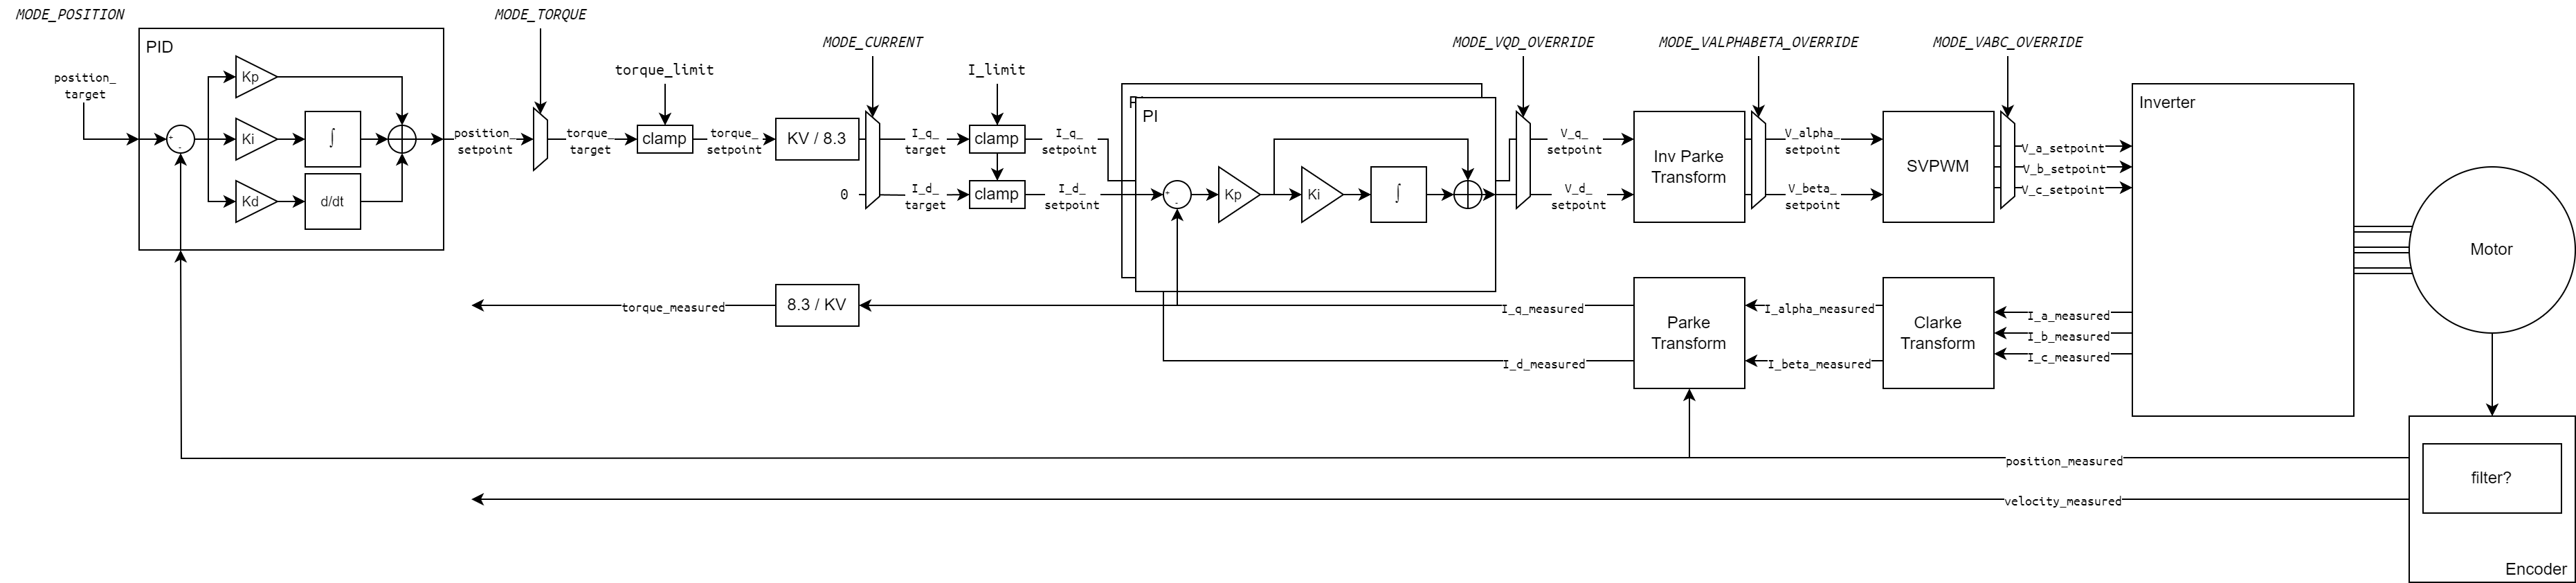 MODE_POSITION
MODE_TORQUE
MODE_CURRENT
MODE_VQD_OVERRIDE
MODE_VALPHABETA_OVERRIDE
MODE_VABC_OVERRIDE
PID
position_
target
+
-
Kp
Ki
∫
Kd
d/dt
position_
setpoint
torque_
target
torque_limit
clamp
torque_
setpoint
KV / 8.3
0
I_q_
target
I_d_
target
I_limit
clamp
clamp
I_q_
setpoint
I_d_
setpoint
PI
+
-
Kp
Ki
∫
V_q_
setpoint
V_d_
setpoint
Inv Parke
Transform
V_alpha_
setpoint
V_beta_
setpoint
SVPWM
V_a_setpoint
V_b_setpoint
V_c_setpoint
Inverter
Motor
torque_measured
8.3 / KV
I_q_measured
I_d_measured
Parke
Transform
I_alpha_measured
I_beta_measured
Clarke
Transform
I_a_measured
I_b_measured
I_c_measured
position_measured
velocity_measured
filter?
Encoder